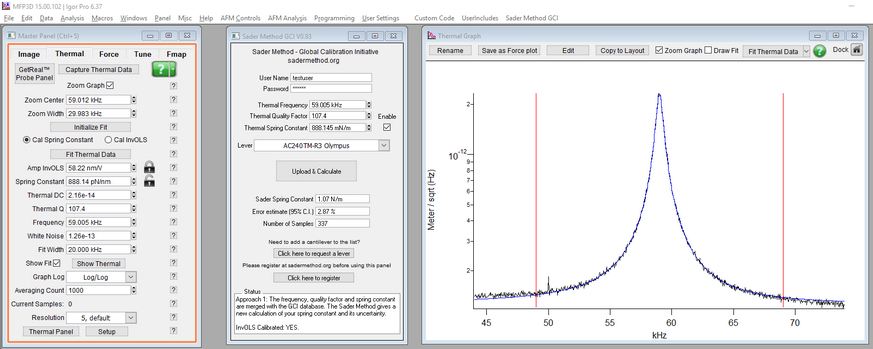 MFP3D 15.00.102 | Igor Pro 6.37
File Edit Data Analysis Macros Windows Panel Misc Help AFM Controls AFM Analysis Programming User Settings Custom Code UserIncludes Sader Method GCI
Master Panel (Ctrl+5)
Image Thermal Force Tune Fmap
GetReal™ Probe Panel
Capture Thermal Data
?
Zoom Graph ?
Zoom Center 59.012 kHz ?
Zoom Width 29.983 kHz ?
Initialize Fit ?
Cal Spring Constant Cal InvOLS ?
Fit Thermal Data ?
Amp InvOLS 58.22 nm/V ?
Spring Constant 888.14 pN/nm ?
Thermal DC 2.16e-14 ?
Thermal Q 107.4 ?
Frequency 59.005 kHz ?
White Noise 1.26e-13 ?
Fit Width 20.000 kHz ?
Show Fit Show Thermal ?
Graph Log Log/Log ?
Averaging Count 1000 ?
Current Samples: 0 ?
Resolution 5, default ?
Thermal Panel Setup ?
Sader Method GCI V0.93
Sader Method - Global Calibration Initiative
sadermethod.org
User Name testuser
Password ******
Thermal Frequency 59.005 kHz
Thermal Quality Factor 107.4 Enable
Thermal Spring Constant 888.145 mN/m
Lever AC240TM-R3 Olympus
Upload & Calculate
Sader Spring Constant 1.07 N/m
Error estimate (95% C.I.) 2.87 %
Number of Samples 337
Need to add a cantilever to the list?
Click here to request a lever
Please register at sadermethod.org before using this panel
Click here to register
Status
Approach 1: The frequency, quality factor and spring constant
are merged with the GCI database. The Sader Method gives a
new calculation of your spring constant and its uncertainty.
InvOLS Calibrated: YES.
Thermal Graph
Rename Save as Force plot Edit Copy to Layout Zoom Graph Draw Fit Fit Thermal Data ? Dock
Meter / sqrt (Hz)
2
10-12
8
7
6
5
4
3
2
45 50 55 60 65 70
kHz